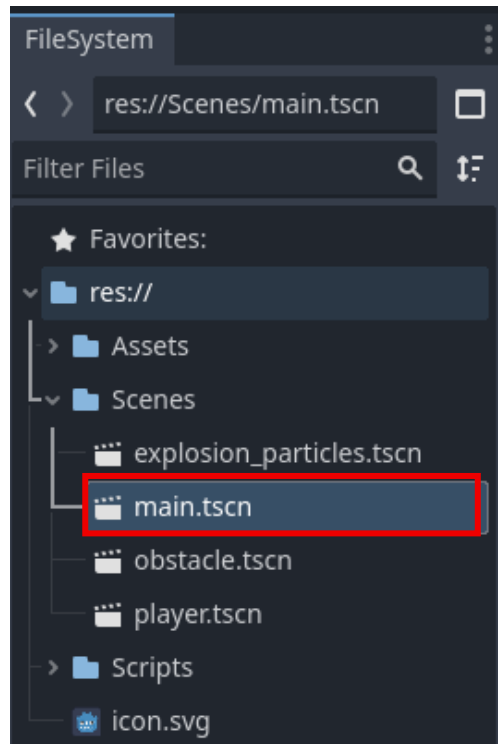 FileSystem
res://Scenes/main.tscn
Filter Files
Favorites:
res://
Assets
Scenes
explosion_particles.tscn
main.tscn
obstacle.tscn
player.tscn
Scripts
icon.svg